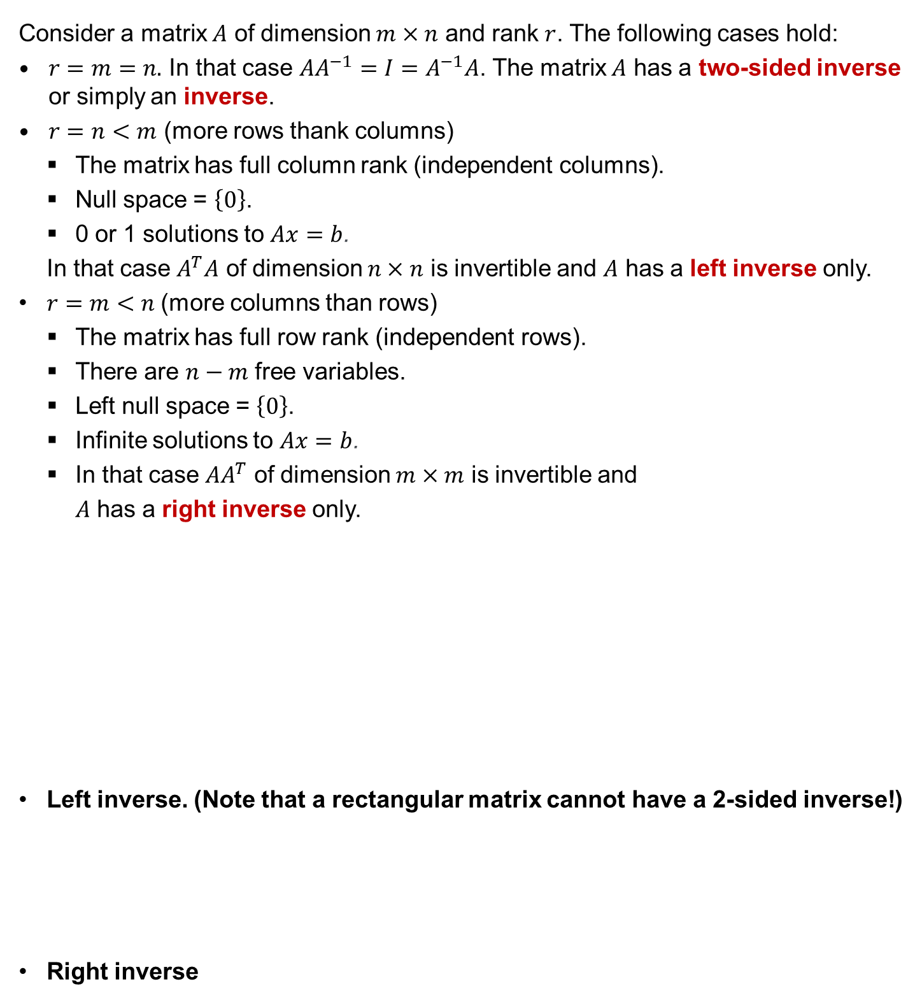 Consider a matrix A of dimension m × n and rank r. The following cases hold:
• r = m = n. In that case AA⁻¹ = I = A⁻¹A. The matrix A has a two-sided inverse
or simply an inverse.
• r = n < m (more rows thank columns)
▪ The matrix has full column rank (independent columns).
▪ Null space = {0}.
▪ 0 or 1 solutions to Ax = b.
In that case AᵀA of dimension n × n is invertible and A has a left inverse only.
• r = m < n (more columns than rows)
▪ The matrix has full row rank (independent rows).
▪ There are n − m free variables.
▪ Left null space = {0}.
▪ Infinite solutions to Ax = b.
▪ In that case AAᵀ of dimension m × m is invertible and
A has a right inverse only.
• Left inverse. (Note that a rectangular matrix cannot have a 2-sided inverse!)
• Right inverse